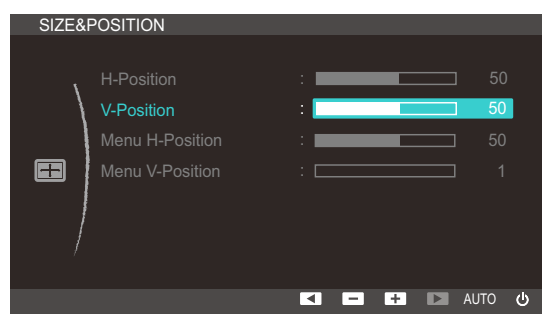 SIZE&POSITION
H-Position : 50
V-Position : 50
Menu H-Position : 50
Menu V-Position : 1
AUTO